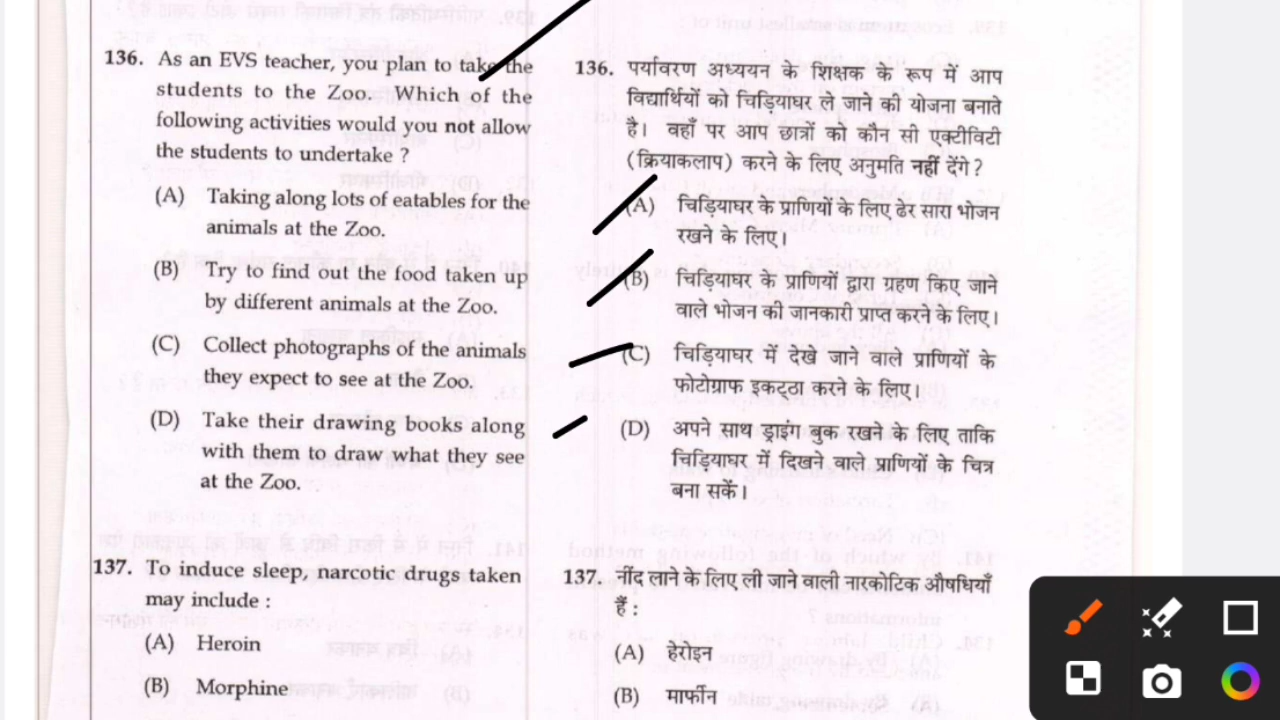 136. As an EVS teacher, you plan to take the
students to the Zoo. Which of the
following activities would you not allow
the students to undertake ?
(A) Taking along lots of eatables for the
animals at the Zoo.
(B) Try to find out the food taken up
by different animals at the Zoo.
(C) Collect photographs of the animals
they expect to see at the Zoo.
(D) Take their drawing books along
with them to draw what they see
at the Zoo.
137. To induce sleep, narcotic drugs taken
may include :
(A) Heroin
(B) Morphine
136. पर्यावरण अध्ययन के शिक्षक के रूप में आप
विद्यार्थियों को चिड़ियाघर ले जाने की योजना बनाते
है। वहाँ पर आप छात्रों को कौन सी एक्टीविटी
(क्रियाकलाप) करने के लिए अनुमति नहीं देंगे ?
(A) चिड़ियाघर के प्राणियों के लिए ढेर सारा भोजन
रखने के लिए।
(B) चिड़ियाघर के प्राणियों द्वारा ग्रहण किए जाने
वाले भोजन की जानकारी प्राप्त करने के लिए।
(C) चिड़ियाघर में देखे जाने वाले प्राणियों के
फोटोग्राफ इकट्ठा करने के लिए।
(D) अपने साथ ड्राइंग बुक रखने के लिए ताकि
चिड़ियाघर में दिखने वाले प्राणियों के चित्र
बना सकें।
137. नींद लाने के लिए ली जाने वाली नारकोटिक औषधियाँ
हैं :
(A) हेरोइन
(B) मार्फीन